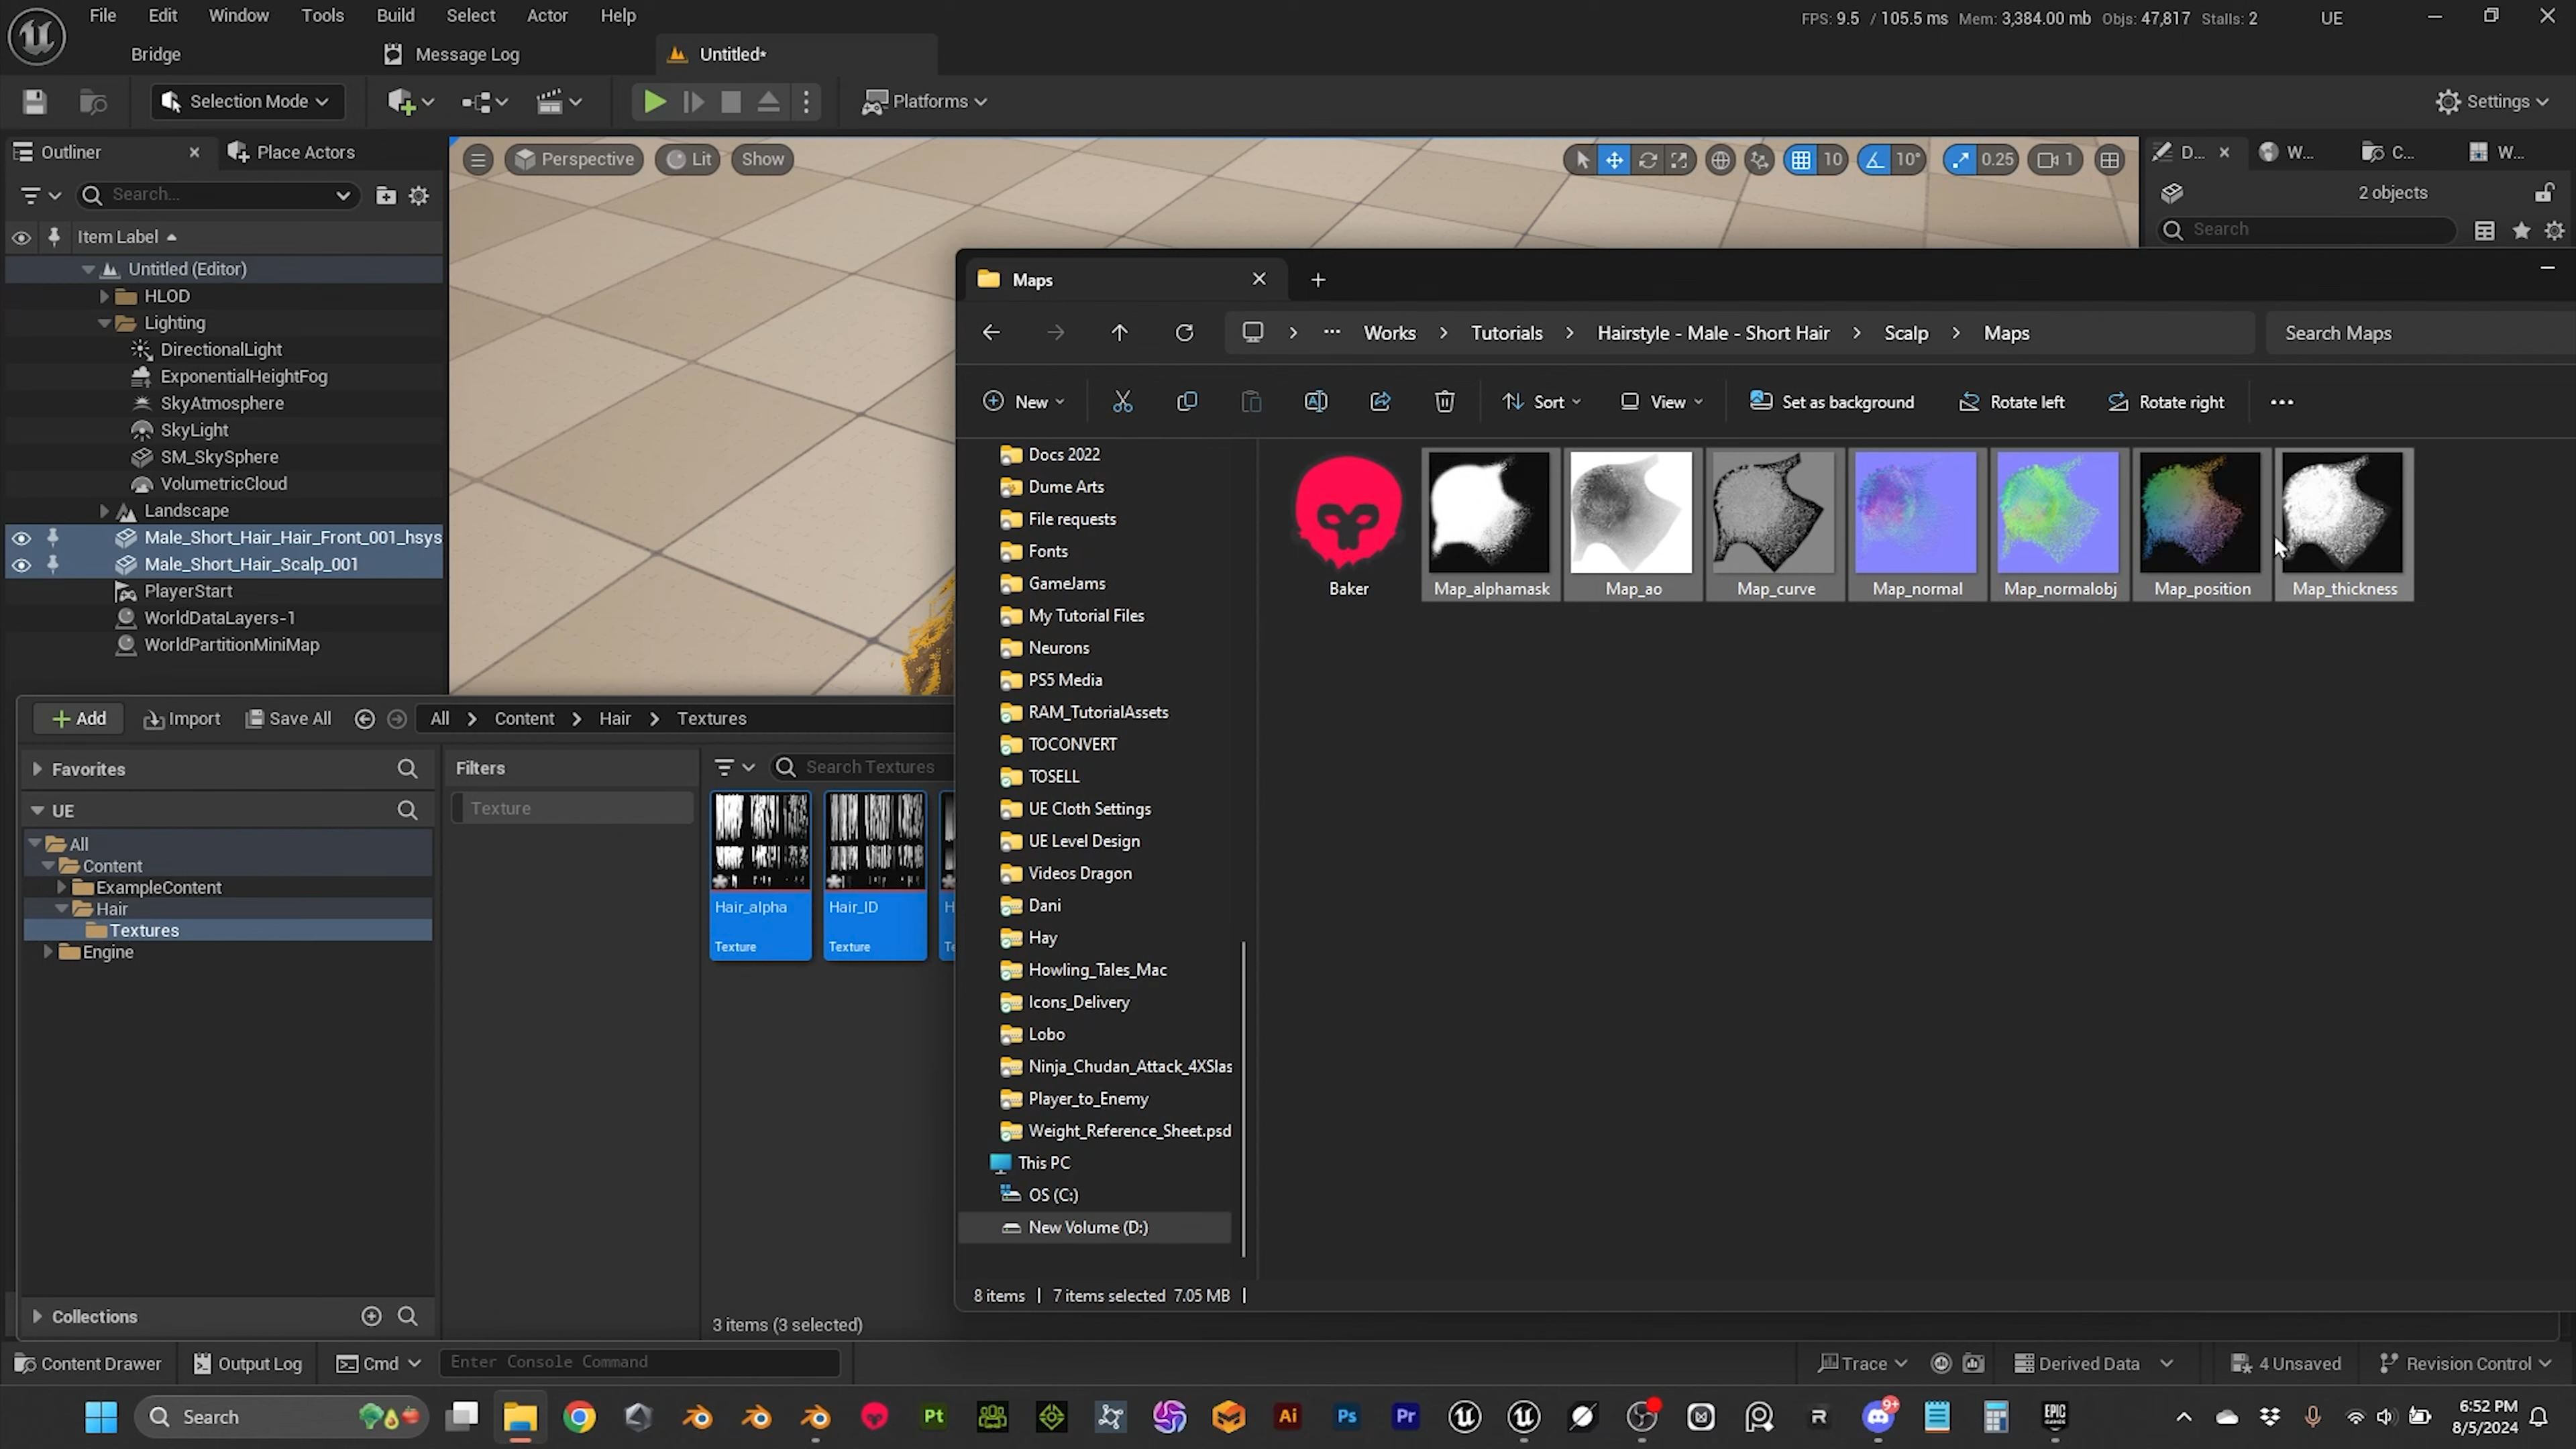 File Edit Window Tools Build Select Actor Help
FPS: 9.5 / 105.5 ms Mem: 3,384.00 mb Objs: 47,817 Stalls: 2
UE
Bridge
Message Log
Untitled*
Selection Mode
Platforms
Settings
Outliner
Place Actors
Search...
Item Label
Untitled (Editor)
HLOD
Lighting
DirectionalLight
ExponentialHeightFog
SkyAtmosphere
SkyLight
SM_SkySphere
VolumetricCloud
Landscape
Male_Short_Hair_Hair_Front_001_hsys
Male_Short_Hair_Scalp_001
PlayerStart
WorldDataLayers-1
WorldPartitionMiniMap
Perspective
Lit
Show
10
10°
0.25
1
D...
W...
C...
W...
2 objects
Search
Maps
Works
Tutorials
Hairstyle - Male - Short Hair
Scalp
Maps
Search Maps
New
Sort
View
Set as background
Rotate left
Rotate right
Docs 2022
Dume Arts
File requests
Fonts
GameJams
My Tutorial Files
Neurons
PS5 Media
RAM_TutorialAssets
TOCONVERT
TOSELL
UE Cloth Settings
UE Level Design
Videos Dragon
Dani
Hay
Howling_Tales_Mac
Icons_Delivery
Lobo
Ninja_Chudan_Attack_4XSlas
Player_to_Enemy
Weight_Reference_Sheet.psd
This PC
OS (C:)
New Volume (D:)
Baker
Map_alphamask
Map_ao
Map_curve
Map_normal
Map_normalobj
Map_position
Map_thickness
8 items
7 items selected 7.05 MB
Add
Import
Save All
All
Content
Hair
Textures
Favorites
UE
All
Content
ExampleContent
Hair
Textures
Engine
Collections
Filters
Texture
Search Textures
Hair_alpha
Texture
Hair_ID
Texture
H
Te
3 items (3 selected)
Content Drawer
Output Log
Cmd
Enter Console Command
Trace
Derived Data
4 Unsaved
Revision Control
Search
Pt
Ai
Ps
Pr
R
9+
EPIC
GAMES
6:52 PM
8/5/2024